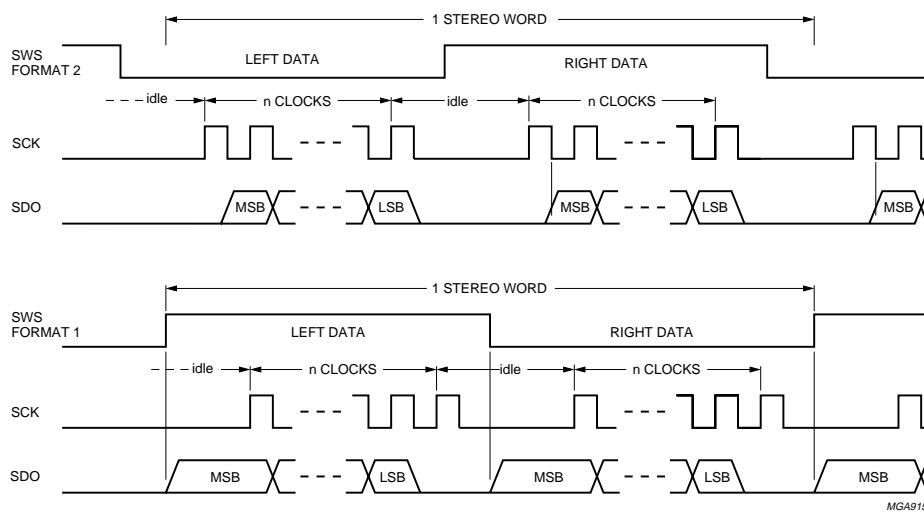 1 STEREO WORD
SWS
FORMAT 2
LEFT DATA
RIGHT DATA
idle
n CLOCKS
idle
n CLOCKS
SCK
SDO
MSB
LSB
MSB
LSB
MSB
1 STEREO WORD
SWS
FORMAT 1
LEFT DATA
RIGHT DATA
idle
n CLOCKS
idle
n CLOCKS
SCK
SDO
MSB
LSB
MSB
LSB
MSB